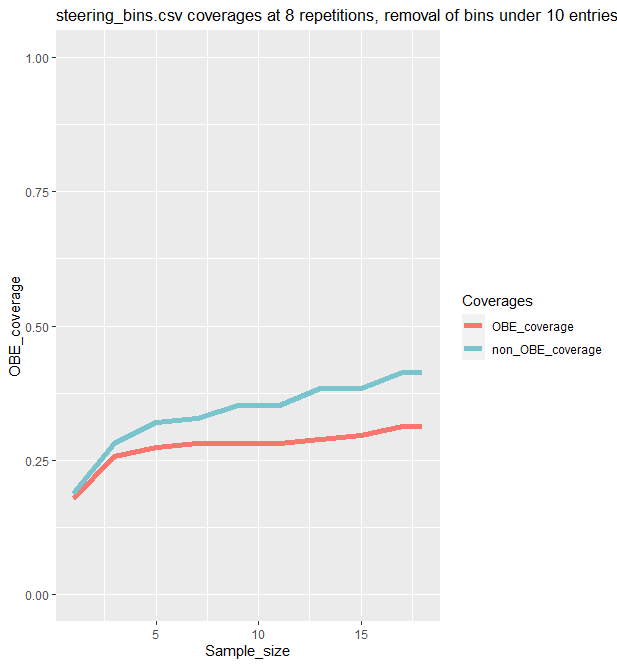 steering_bins.csv coverages at 8 repetitions, removal of bins under 10 entries
1.00
0.75
0.50
0.25
0.00
OBE_coverage
5 10 15
Sample_size
Coverages
OBE_coverage
non_OBE_coverage